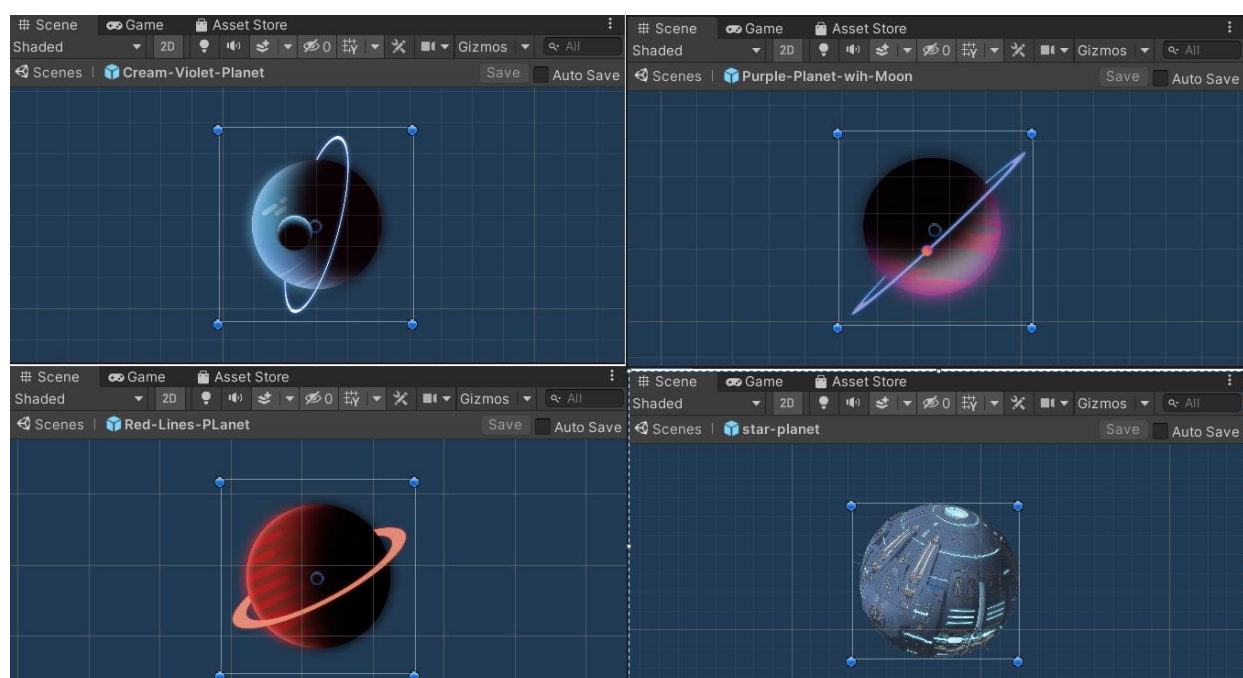 Scene Game Asset Store
Shaded 2D 0 Gizmos All
Scenes Cream-Violet-Planet Save Auto Save
Scene Game Asset Store
Shaded 2D 0 Gizmos All
Scenes Purple-Planet-wih-Moon Save Auto Save
Scene Game Asset Store
Shaded 2D 0 Gizmos All
Scenes Red-Lines-PLanet Save Auto Save
Scene Game Asset Store
Shaded 2D 0 Gizmos All
Scenes star-planet Save Auto Save